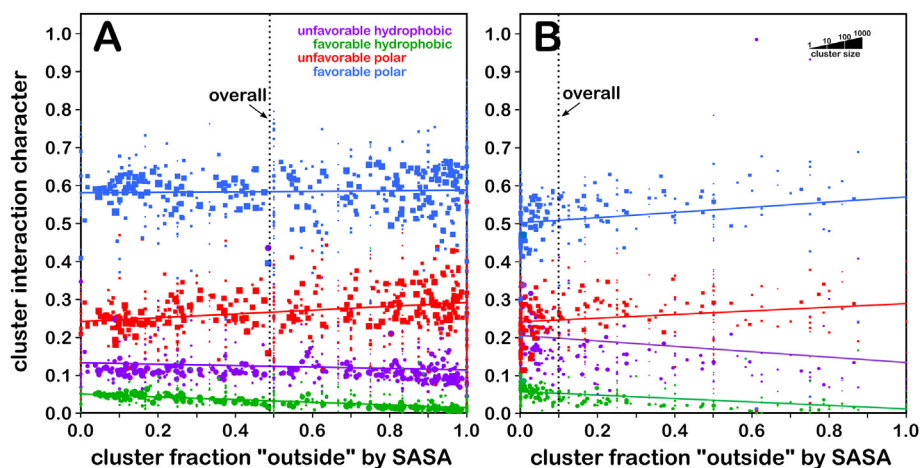 A
B
unfavorable hydrophobic
favorable hydrophobic
unfavorable polar
favorable polar
overall
overall
1 10 100 1000
cluster size
cluster interaction character
1.0
0.9
0.8
0.7
0.6
0.5
0.4
0.3
0.2
0.1
0.0
1.0
0.9
0.8
0.7
0.6
0.5
0.4
0.3
0.2
0.1
0.0
0.0 0.2 0.4 0.6 0.8 1.0
0.0 0.2 0.4 0.6 0.8 1.0
cluster fraction "outside" by SASA
cluster fraction "outside" by SASA